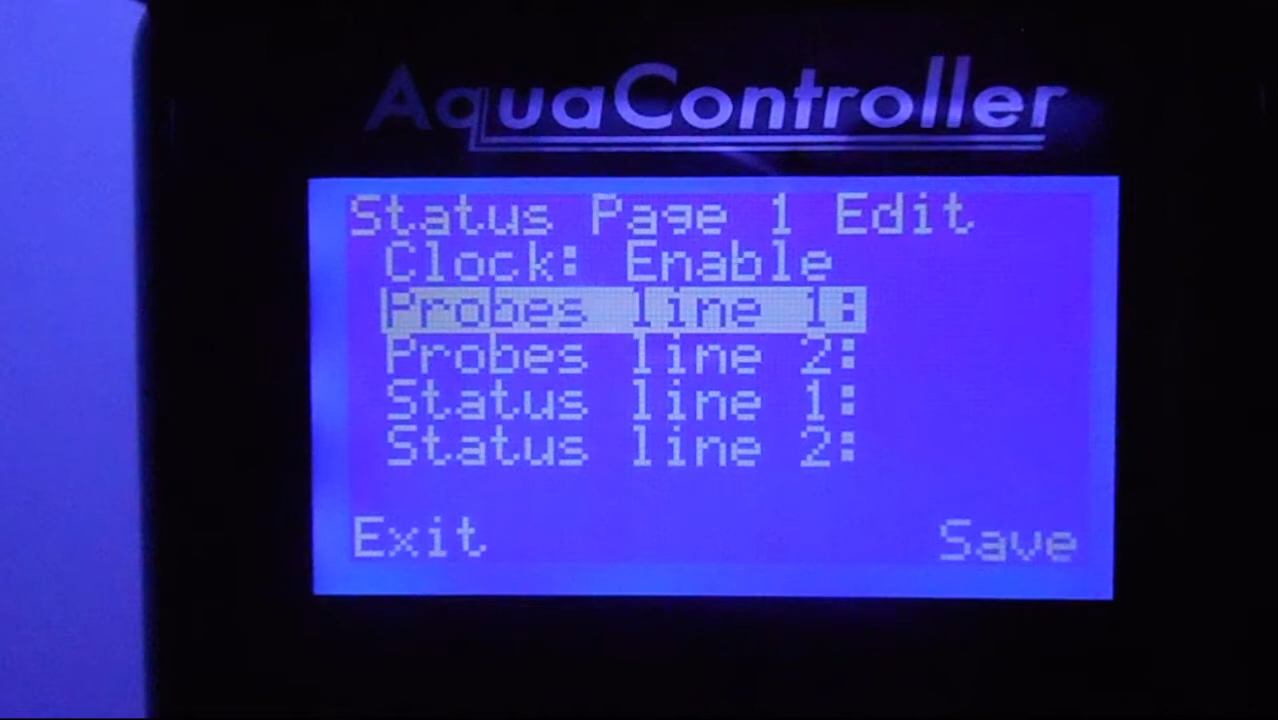 AquaController
Status Page 1 Edit
Clock: Enable
Probes line 1:
Probes line 2:
Status line 1:
Status line 2:
Exit Save